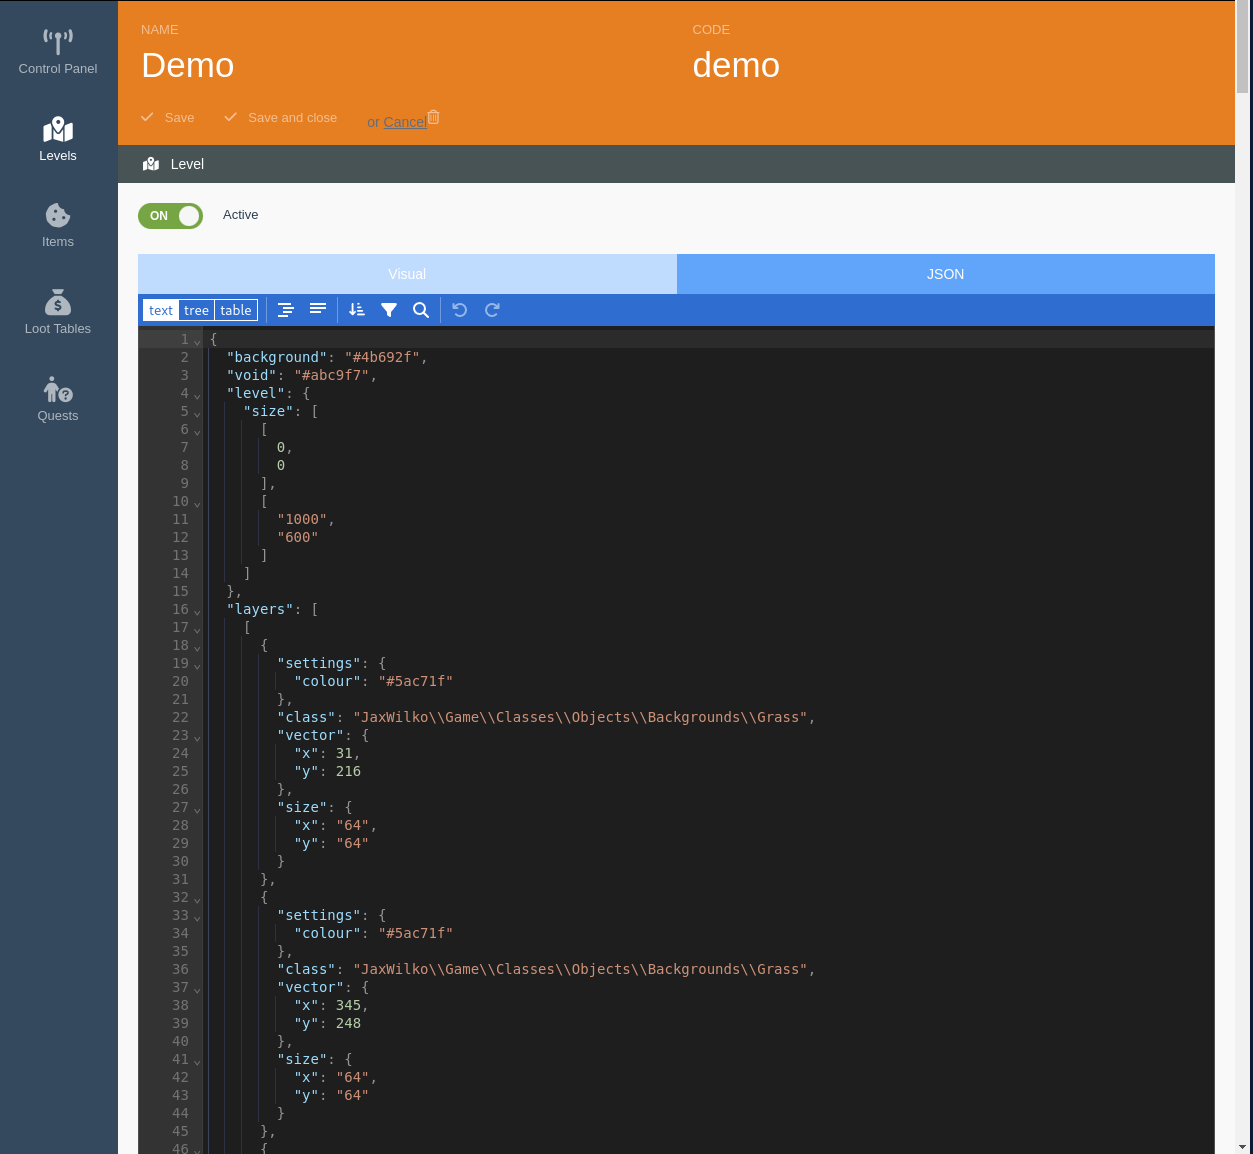 Control Panel
Levels
Items
Loot Tables
Quests
NAME
Demo
CODE
demo
Save
Save and close
or Cancel
Level
ON
Active
Visual
JSON
text tree table
1 {
2 "background": "#4b692f",
3 "void": "#abc9f7",
4 "level": {
5 "size": [
6 [
7 0,
8 0
9 ],
10 [
11 "1000",
12 "600"
13 ]
14 ]
15 },
16 "layers": [
17 [
18 {
19 "settings": {
20 "colour": "#5ac71f"
21 },
22 "class": "JaxWilko\\Game\\Classes\\Objects\\Backgrounds\\Grass",
23 "vector": {
24 "x": 31,
25 "y": 216
26 },
27 "size": {
28 "x": "64",
29 "y": "64"
30 }
31 },
32 {
33 "settings": {
34 "colour": "#5ac71f"
35 },
36 "class": "JaxWilko\\Game\\Classes\\Objects\\Backgrounds\\Grass",
37 "vector": {
38 "x": 345,
39 "y": 248
40 },
41 "size": {
42 "x": "64",
43 "y": "64"
44 }
45 },
46 {